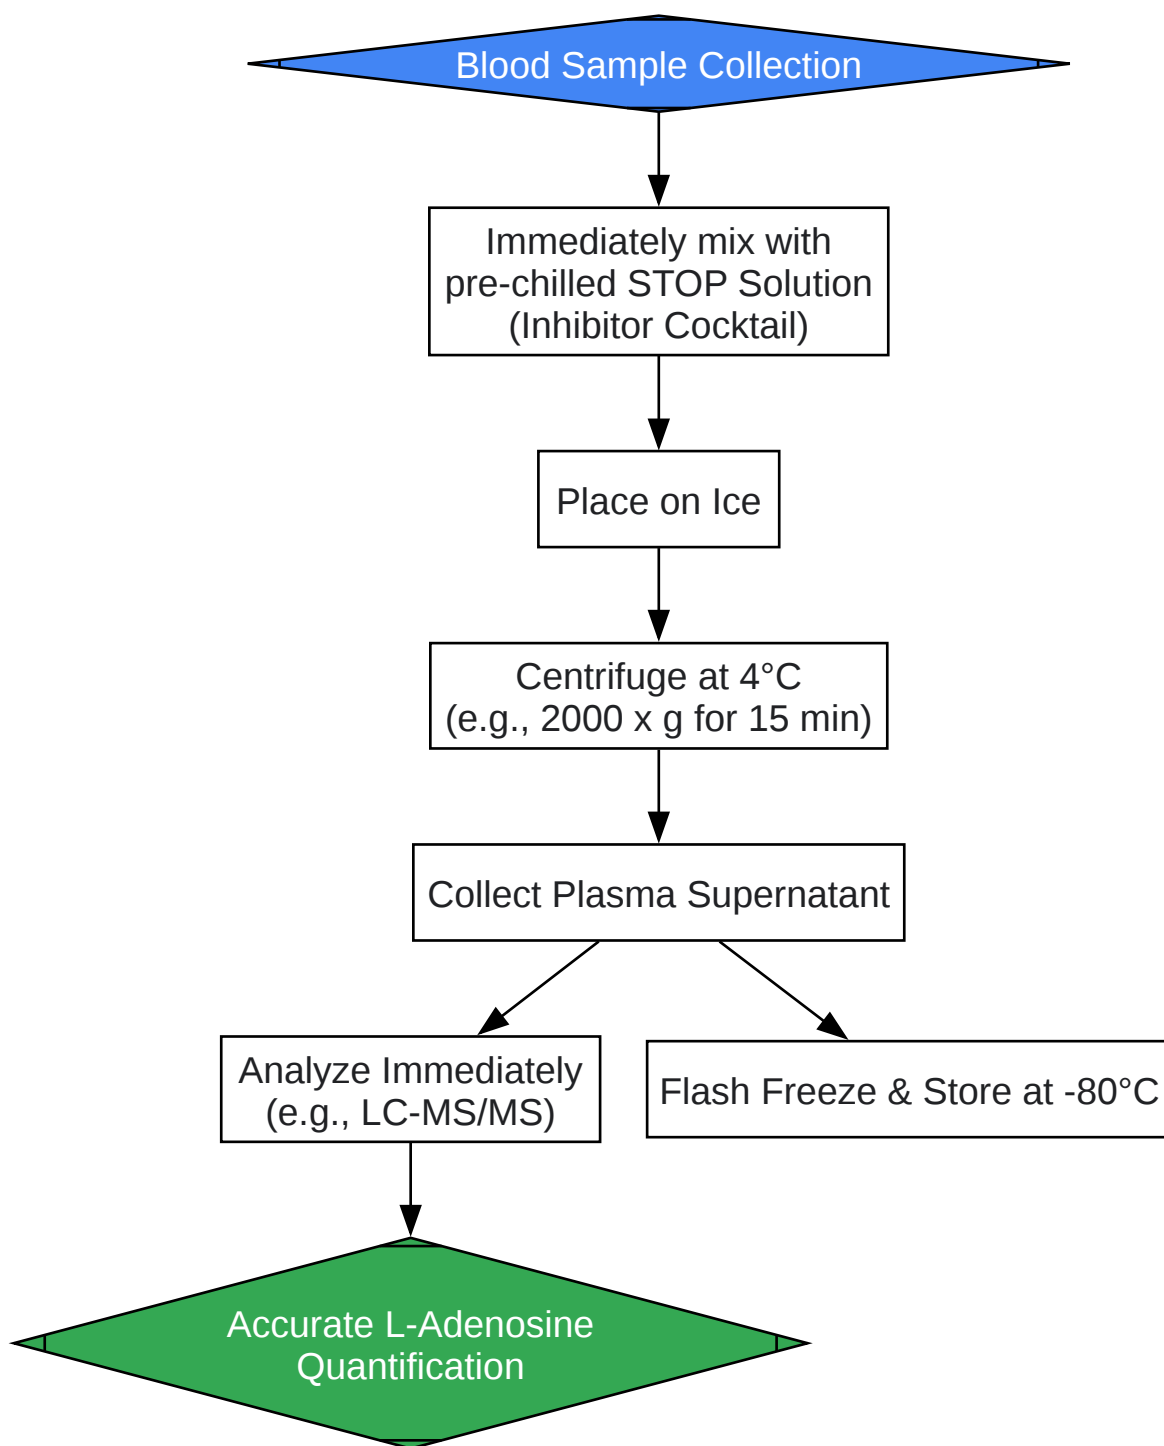 Blood Sample Collection
Immediately mix with
pre-chilled STOP Solution
(Inhibitor Cocktail)
Place on Ice
Centrifuge at 4°C
(e.g., 2000 x g for 15 min)
Collect Plasma Supernatant
Analyze Immediately
(e.g., LC-MS/MS)
Flash Freeze & Store at -80°C
Accurate L-Adenosine
Quantification